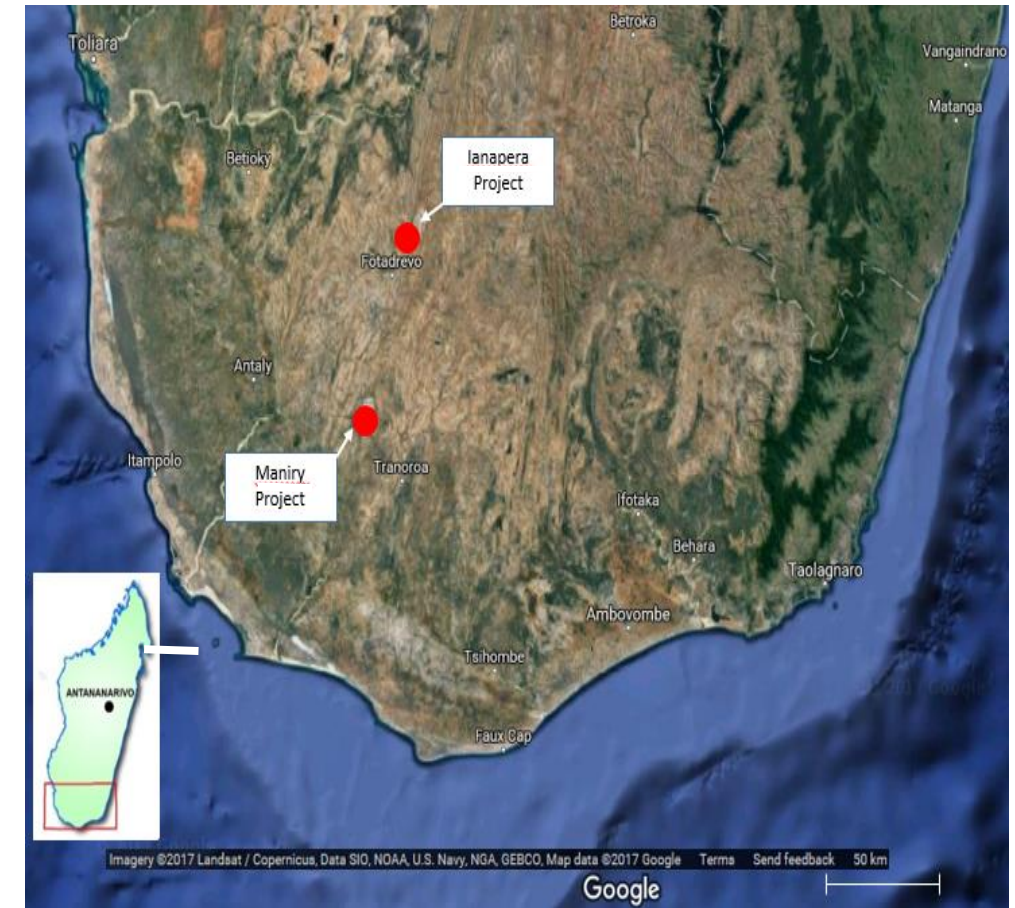 Betroka
Toliara
Vangaindrano
Matanga
Betioky
Ianapera
Project
Fotadrevo
Antaly
Itampolo
Maniry
Project
Tranoroa
Ifotaka
Behara
Taolagnaro
Ambovombe
Tsihombe
Faux Cap
ANTANANARIVO
Imagery ©2017 Landsat / Copernicus, Data SIO, NOAA, U.S. Navy, NGA, GEBCO, Map data ©2017 Google Terms Send feedback 50 km
Google